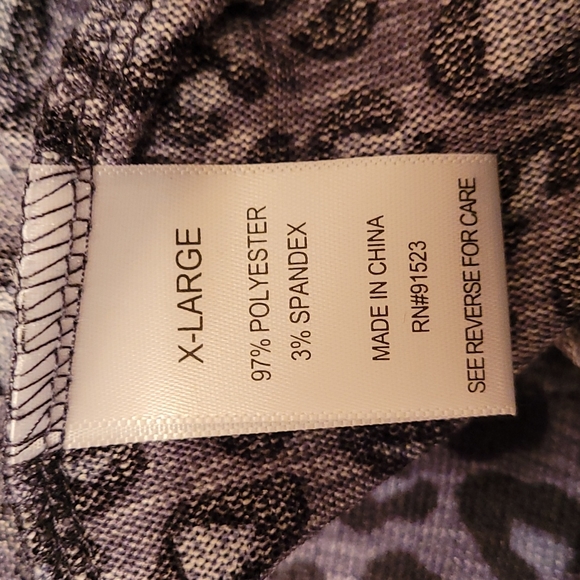 X-LARGE
97% POLYESTER
3% SPANDEX
MADE IN CHINA
RN#91523
SEE REVERSE FOR CARE